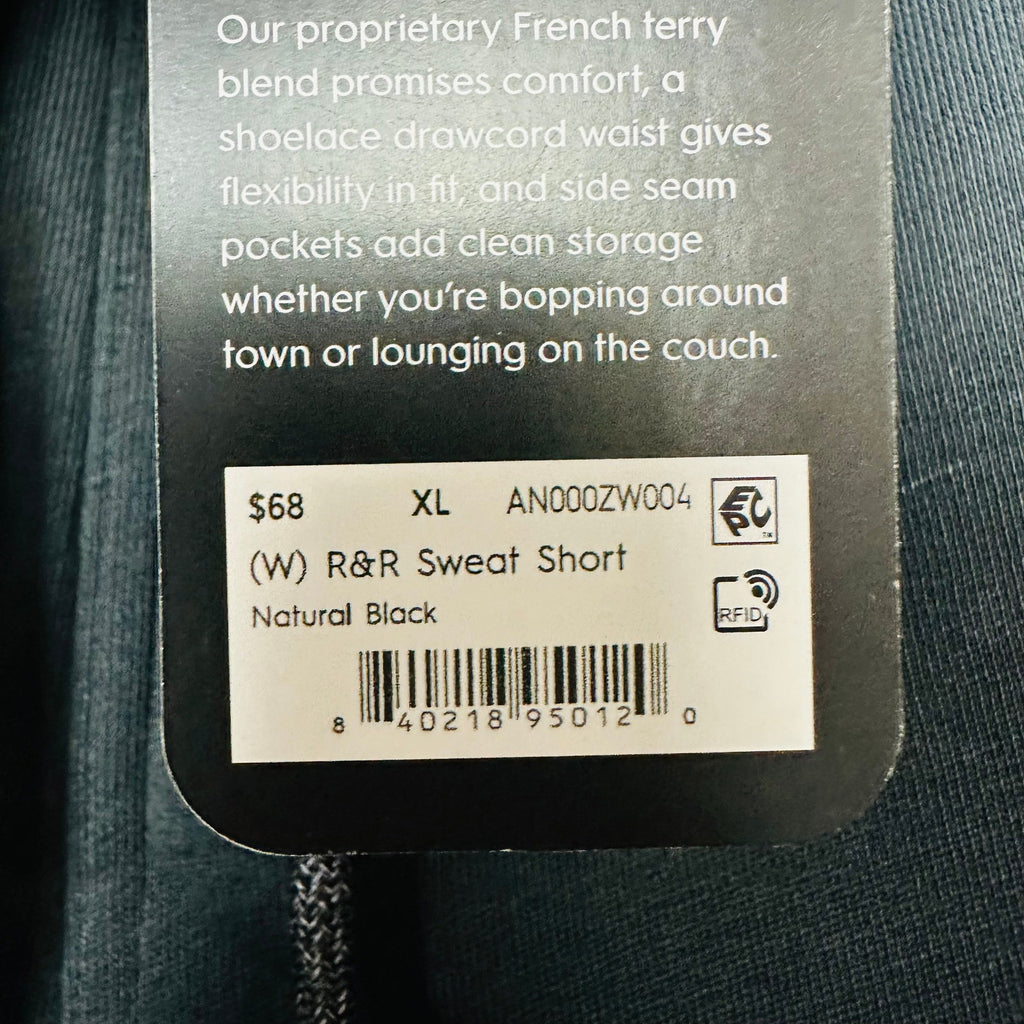 Our proprietary French terry
blend promises comfort, a
shoelace drawcord waist gives
flexibility in fit, and side seam
pockets add clean storage
whether you're bopping around
town or lounging on the couch.
$68 XL AN000ZW004
(W) R&R Sweat Short
Natural Black
EPC
TM
RFID
8 40218 95012 0